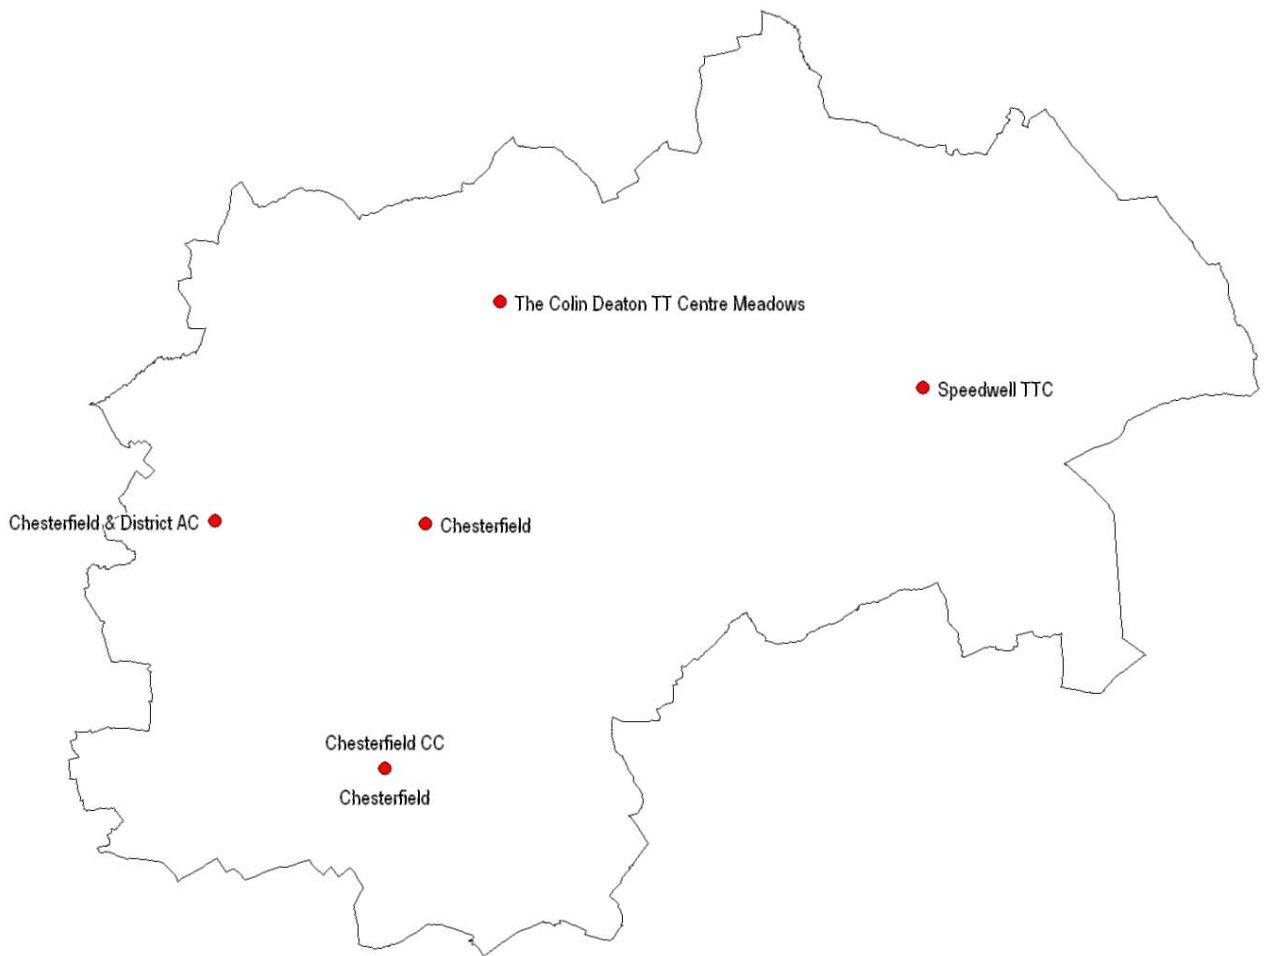 The Colin Deaton TT Centre Meadows
Speedwell TTC
Chesterfield & District AC
Chesterfield
Chesterfield CC
Chesterfield